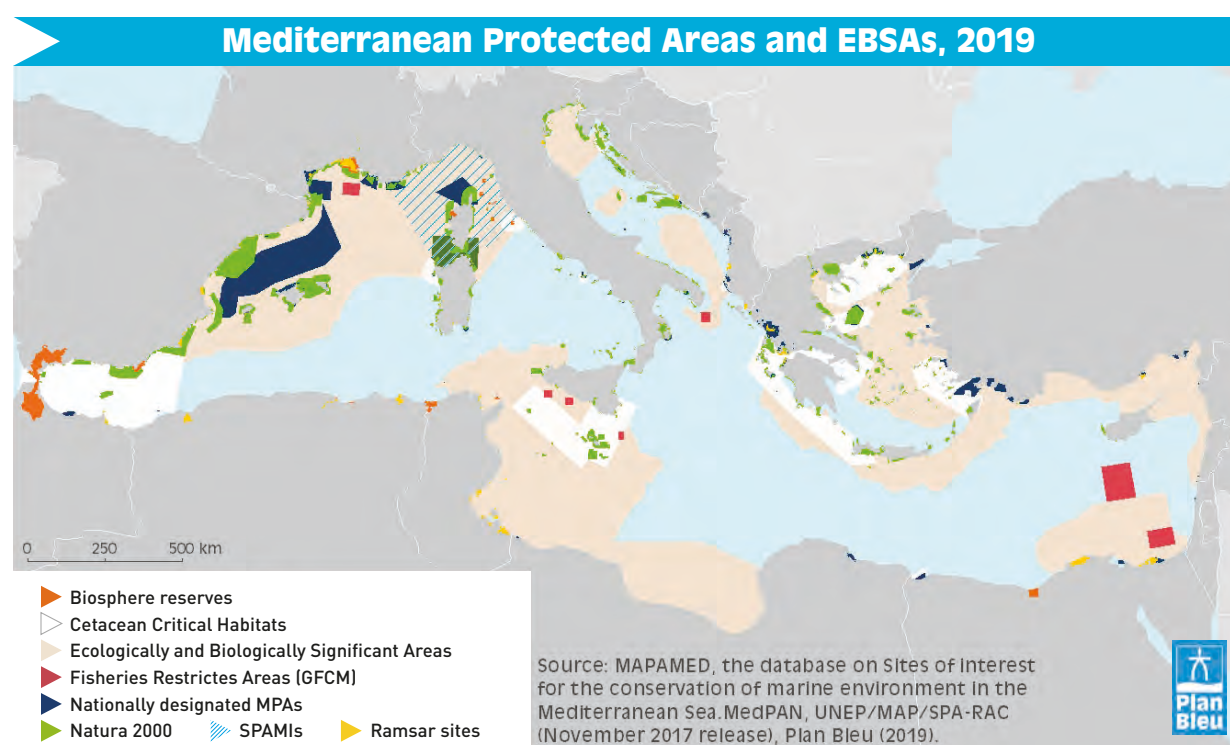 Mediterranean Protected Areas and EBSAs, 2019
0 250 500 km
Biosphere reserves
Cetacean Critical Habitats
Ecologically and Biologically Significant Areas
Fisheries Restrictes Areas (GFCM)
Nationally designated MPAs
Natura 2000 SPAMIs Ramsar sites
Source: MAPAMED, the database on Sites of Interest
for the conservation of marine environment in the
Mediterranean Sea.MedPAN, UNEP/MAP/SPA-RAC
(November 2017 release), Plan Bleu (2019).
Plan
Bleu